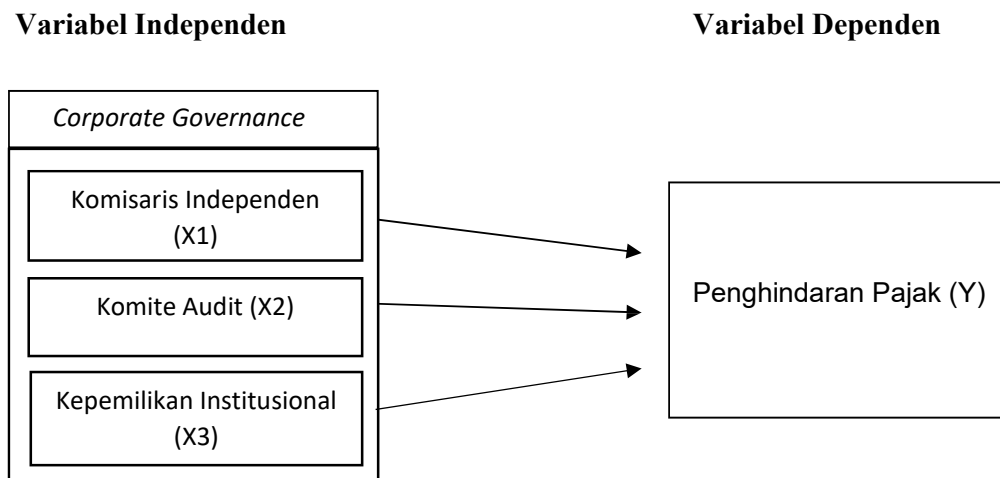 Variabel Independen
Variabel Dependen
Corporate Governance
Komisaris Independen
(X1)
Komite Audit (X2)
Kepemilikan Institusional
(X3)
Penghindaran Pajak (Y)